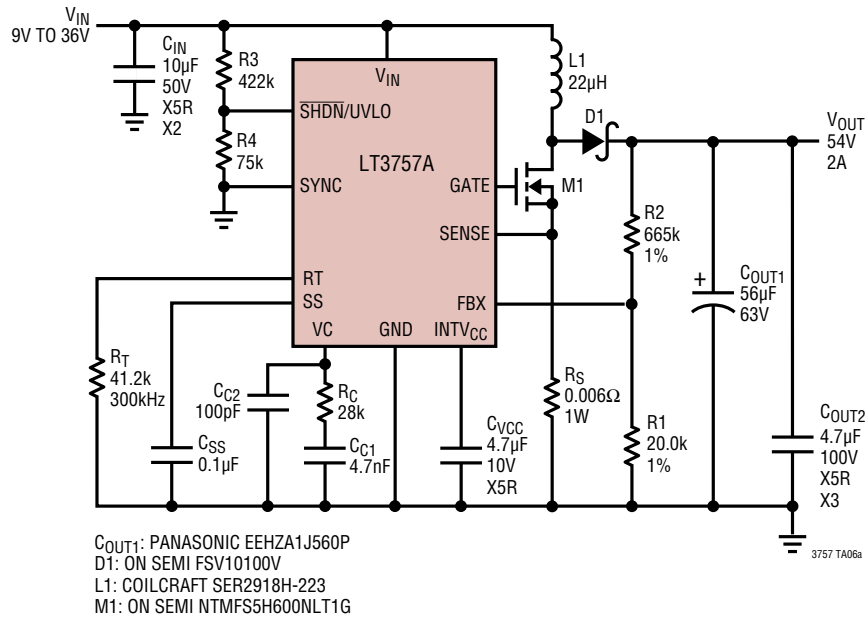 VIN
9V TO 36V
CIN
10µF
50V
X5R
X2
R3
422k
R4
75k
VIN
SHDN/UVLO
LT3757A
SYNC
GATE
SENSE
RT
SS
FBX
VC
GND
INTVCC
L1
22µH
D1
M1
VOUT
54V
2A
R2
665k
1%
+
COUT1
56µF
63V
RT
41.2k
300kHz
CSS
0.1µF
CC2
100pF
RC
28k
CC1
4.7nF
CVCC
4.7µF
10V
X5R
RS
0.006Ω
1W
R1
20.0k
1%
COUT2
4.7µF
100V
X5R
X3
3757 TA06a
COUT1: PANASONIC EEHZA1J560P
D1: ON SEMI FSV10100V
L1: COILCRAFT SER2918H-223
M1: ON SEMI NTMFS5H600NLT1G